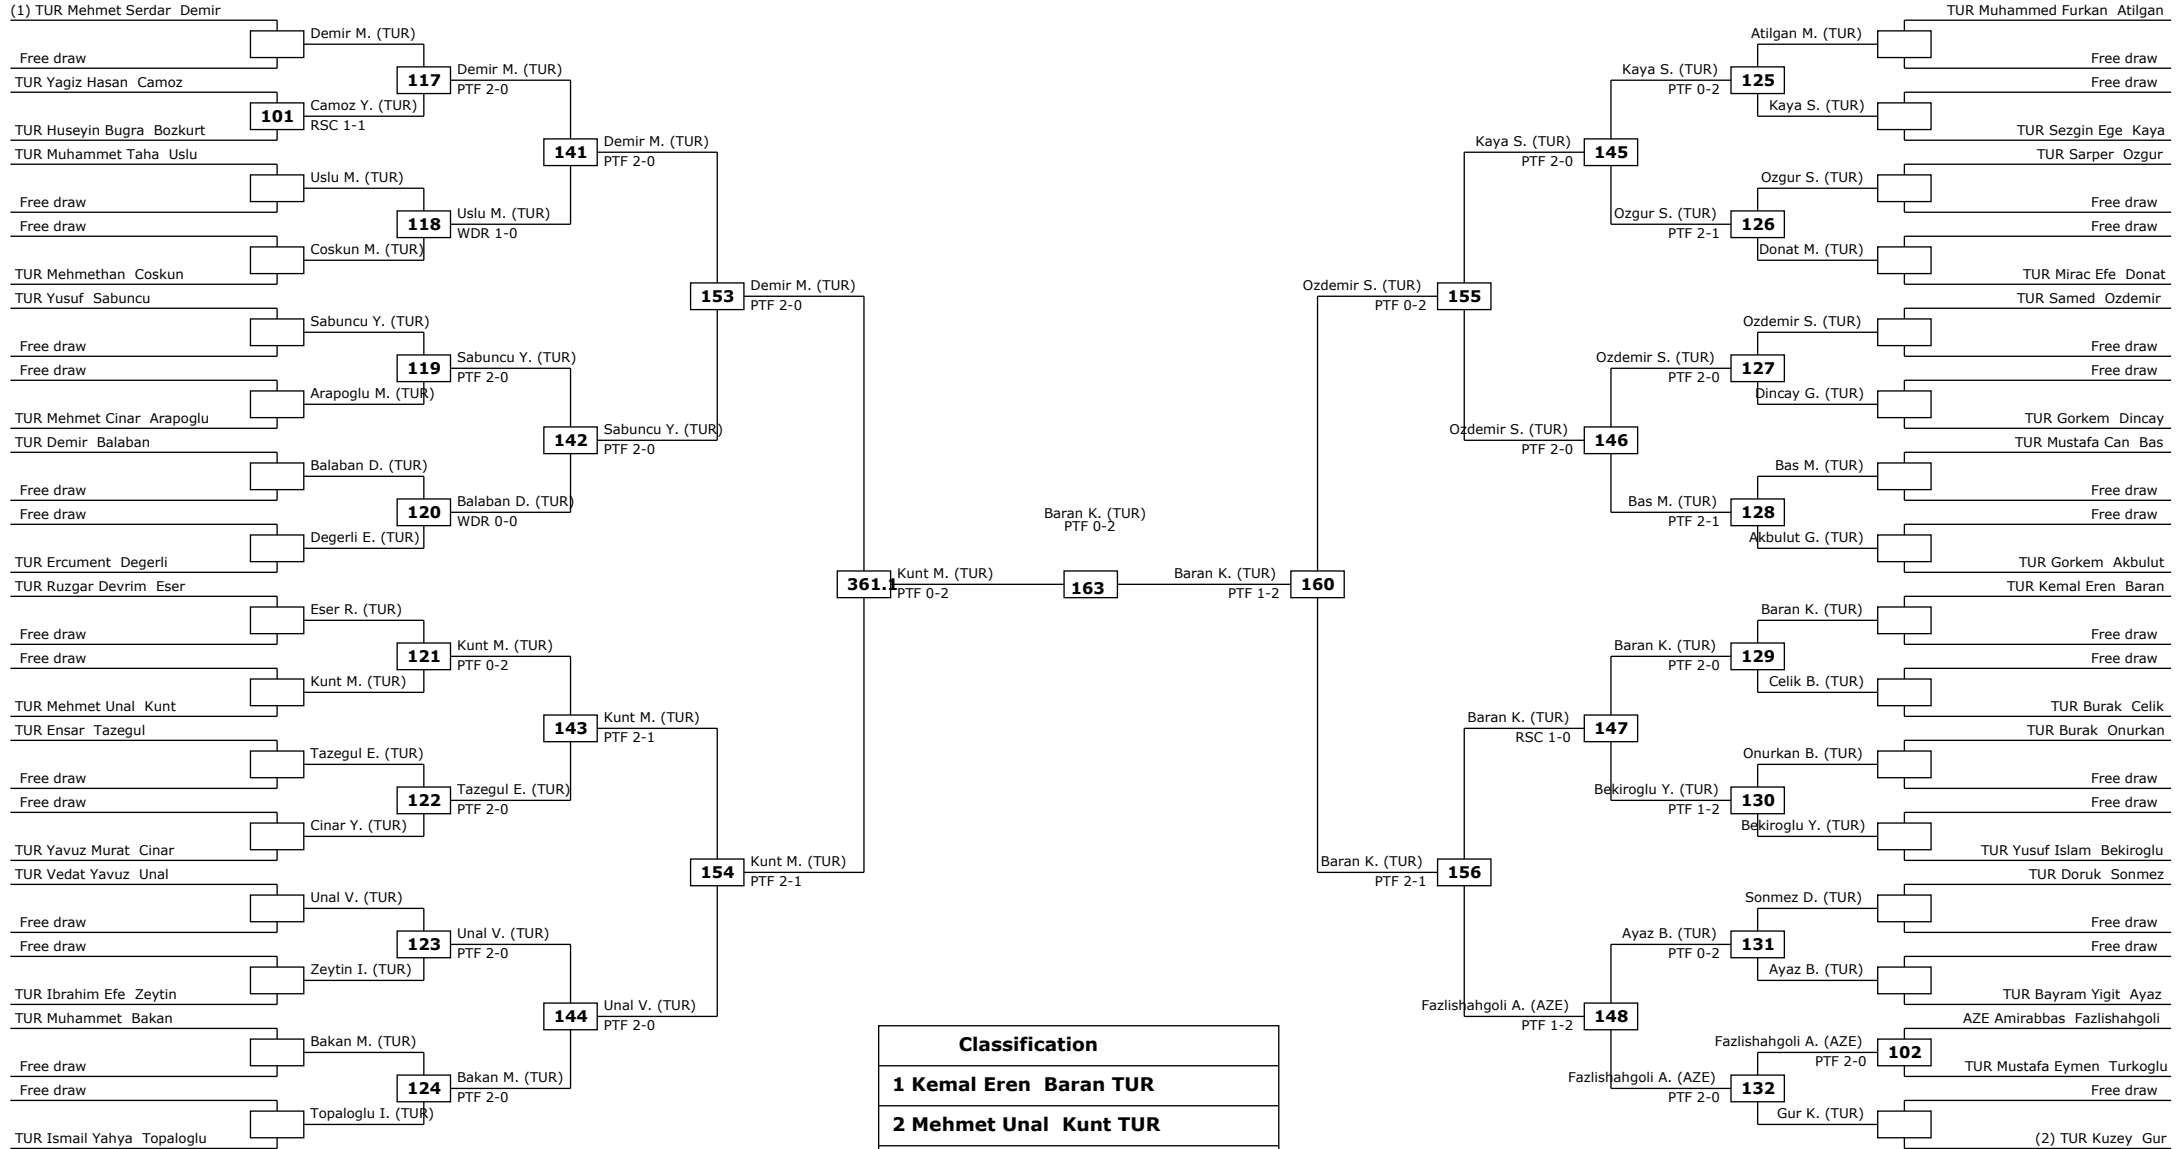 (1) TUR Mehmet Serdar Demir
Free draw
TUR Yagiz Hasan Camoz
TUR Huseyin Bugra Bozkurt
TUR Muhammet Taha Uslu
Free draw
Free draw
TUR Mehmethan Coskun
TUR Yusuf Sabuncu
Free draw
Free draw
TUR Mehmet Cinar Arapoglu
TUR Demir Balaban
Free draw
Free draw
TUR Ercument Degerli
TUR Ruzgar Devrim Eser
Free draw
Free draw
TUR Mehmet Unal Kunt
TUR Ensar Tazegul
Free draw
Free draw
TUR Yavuz Murat Cinar
TUR Vedat Yavuz Unal
Free draw
Free draw
TUR Ibrahim Efe Zeytin
TUR Muhammet Bakan
Free draw
Free draw
TUR Ismail Yahya Topaloglu
Demir M. (TUR)
101
Camoz Y. (TUR)
RSC 1-1
Uslu M. (TUR)
Coskun M. (TUR)
Sabuncu Y. (TUR)
Arapoglu M. (TUR)
Balaban D. (TUR)
Degerli E. (TUR)
Eser R. (TUR)
Kunt M. (TUR)
Tazegul E. (TUR)
Cinar Y. (TUR)
Unal V. (TUR)
Zeytin I. (TUR)
Bakan M. (TUR)
Topaloglu I. (TUR)
117
Demir M. (TUR)
PTF 2-0
118
Uslu M. (TUR)
WDR 1-0
119
Sabuncu Y. (TUR)
PTF 2-0
120
Balaban D. (TUR)
WDR 0-0
121
Kunt M. (TUR)
PTF 0-2
122
Tazegul E. (TUR)
PTF 2-0
123
Unal V. (TUR)
PTF 2-0
124
Bakan M. (TUR)
PTF 2-0
141
Demir M. (TUR)
PTF 2-0
142
Sabuncu Y. (TUR)
PTF 2-0
143
Kunt M. (TUR)
PTF 2-1
144
Unal V. (TUR)
PTF 2-0
153
Demir M. (TUR)
PTF 2-0
154
Kunt M. (TUR)
PTF 2-1
361.1
Kunt M. (TUR)
PTF 0-2
Baran K. (TUR)
PTF 0-2
163
Baran K. (TUR)
PTF 1-2
160
Ozdemir S. (TUR)
PTF 0-2
155
Baran K. (TUR)
PTF 2-1
156
Kaya S. (TUR)
PTF 2-0
145
Ozdemir S. (TUR)
PTF 2-0
146
Baran K. (TUR)
RSC 1-0
147
Fazlishahgoli A. (AZE)
PTF 1-2
148
Kaya S. (TUR)
PTF 0-2
125
Ozgur S. (TUR)
PTF 2-1
126
Ozdemir S. (TUR)
PTF 2-0
127
Bas M. (TUR)
PTF 2-1
128
Baran K. (TUR)
PTF 2-0
129
Bekiroglu Y. (TUR)
PTF 1-2
130
Ayaz B. (TUR)
PTF 0-2
131
Fazlishahgoli A. (AZE)
PTF 2-0
132
Atilgan M. (TUR)
Kaya S. (TUR)
Ozgur S. (TUR)
Donat M. (TUR)
Ozdemir S. (TUR)
Dincay G. (TUR)
Bas M. (TUR)
Akbulut G. (TUR)
Baran K. (TUR)
Celik B. (TUR)
Onurkan B. (TUR)
Bekiroglu Y. (TUR)
Sonmez D. (TUR)
Ayaz B. (TUR)
Fazlishahgoli A. (AZE)
PTF 2-0
102
Gur K. (TUR)
TUR Muhammed Furkan Atilgan
Free draw
Free draw
TUR Sezgin Ege Kaya
TUR Sarper Ozgur
Free draw
Free draw
TUR Mirac Efe Donat
TUR Samed Ozdemir
Free draw
Free draw
TUR Gorkem Dincay
TUR Mustafa Can Bas
Free draw
Free draw
TUR Gorkem Akbulut
TUR Kemal Eren Baran
Free draw
Free draw
TUR Burak Celik
TUR Burak Onurkan
Free draw
Free draw
TUR Yusuf Islam Bekiroglu
TUR Doruk Sonmez
Free draw
Free draw
TUR Bayram Yigit Ayaz
AZE Amirabbas Fazlishahgoli
TUR Mustafa Eymen Turkoglu
Free draw
(2) TUR Kuzey Gur
Classification
1 Kemal Eren Baran TUR
2 Mehmet Unal Kunt TUR